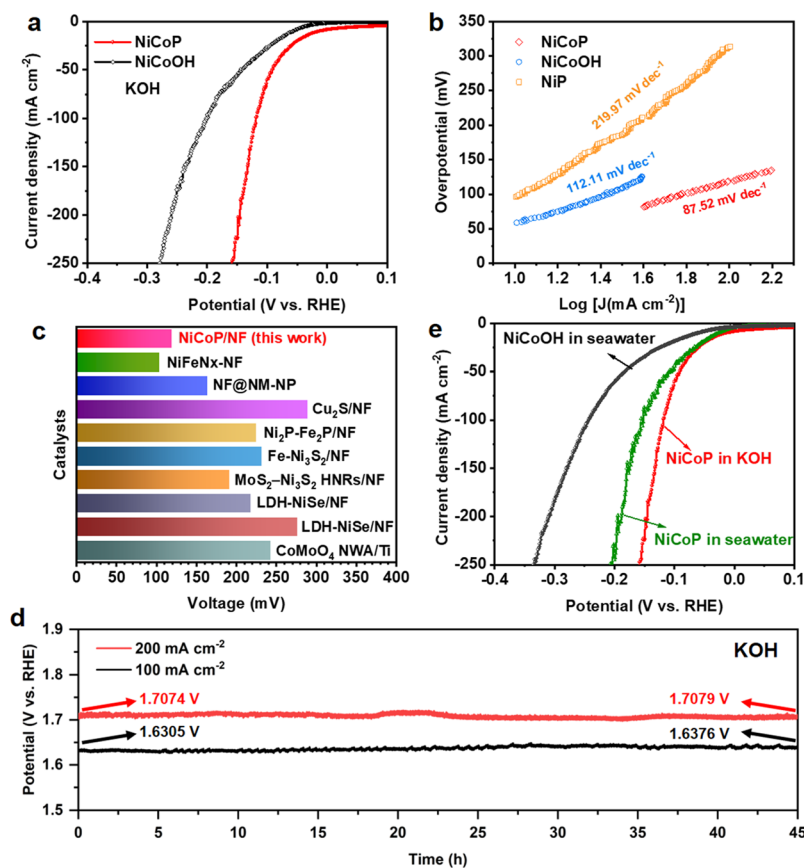 a
NiCoP
NiCoOH
KOH
Current density (mA cm⁻²)
0
-50
-100
-150
-200
-250
-0.4 -0.3 -0.2 -0.1 0.0 0.1
Potential (V vs. RHE)
b
NiCoP
NiCoOH
NiP
219.97 mV dec⁻¹
112.11 mV dec⁻¹
87.52 mV dec⁻¹
Overpotential (mV)
400
350
300
250
200
150
100
50
0
1.0 1.2 1.4 1.6 1.8 2.0 2.2
Log [J(mA cm⁻²)]
c
Catalysts
NiCoP/NF (this work)
NiFeNx-NF
NF@NM-NP
Cu₂S/NF
Ni₂P-Fe₂P/NF
Fe-Ni₃S₂/NF
MoS₂–Ni₃S₂ HNRs/NF
LDH-NiSe/NF
LDH-NiSe/NF
CoMoO₄ NWA/Ti
0 50 100 150 200 250 300 350 400
Voltage (mV)
e
NiCoOH in seawater
NiCoP in KOH
NiCoP in seawater
Current density (mA cm⁻²)
0
-50
-100
-150
-200
-250
-0.4 -0.3 -0.2 -0.1 0.0 0.1
Potential (V vs. RHE)
d
200 mA cm⁻²
100 mA cm⁻²
KOH
1.7074 V
1.7079 V
1.6305 V
1.6376 V
Potential (V vs. RHE)
1.9
1.8
1.7
1.6
1.5
0 5 10 15 20 25 30 35 40 45
Time (h)